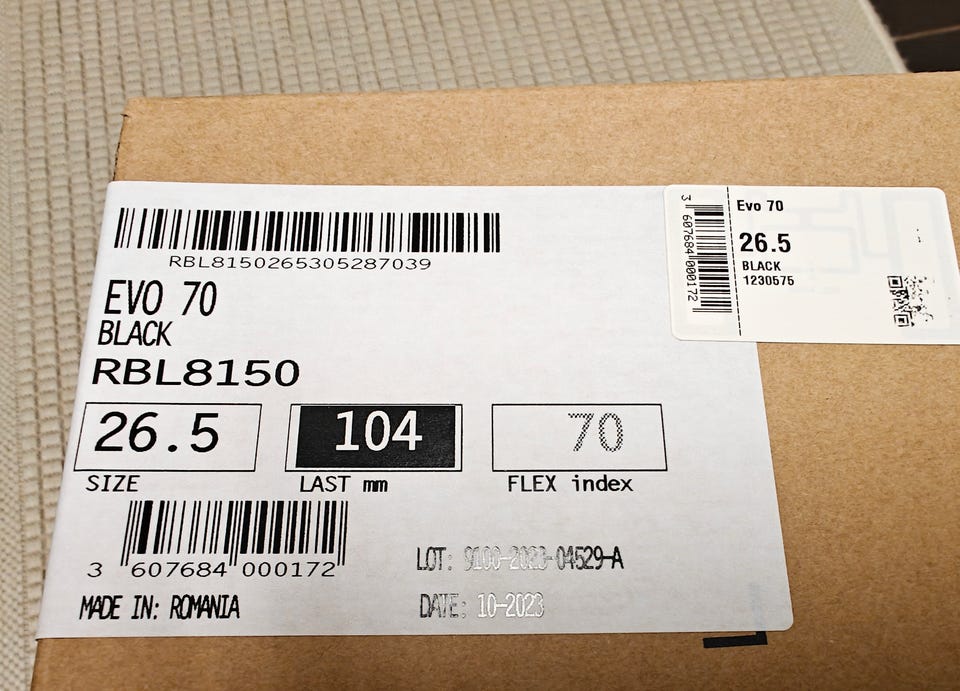 RBL8150265305287039
EVO 70
BLACK
RBL8150
26.5
104
70
SIZE
LAST mm
FLEX index
3 607684 000172
MADE IN: ROMANIA
LOT: 9100-2023-04529-A
DATE: 10-2023
3 607684 000172
Evo 70
26.5
BLACK
1230575